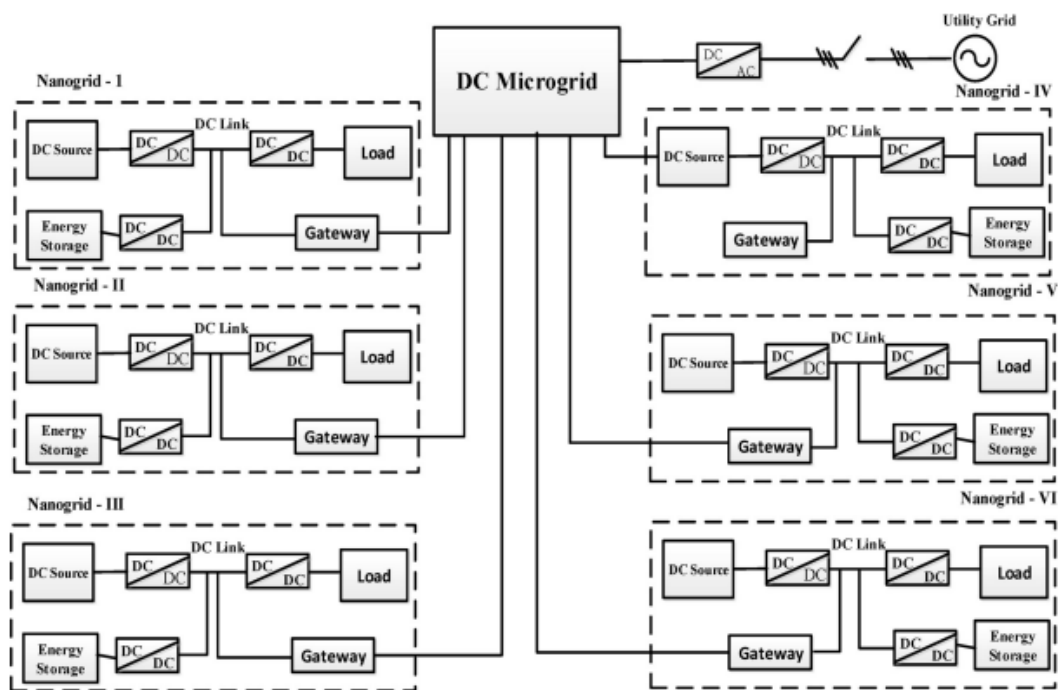 Utility Grid
DC
AC
DC Microgrid
Nanogrid - 1
DC Link
DC Source
DC
DC
DC
DC
Load
Energy
Storage
DC
DC
Gateway
Nanogrid - II
DC Link
DC Source
DC
DC
DC
DC
Load
Energy
Storage
DC
DC
Gateway
Nanogrid - III
DC Link
DC Source
DC
DC
DC
DC
Load
Energy
Storage
DC
DC
Gateway
Nanogrid - IV
DC Link
DC Source
DC
DC
DC
DC
Load
Gateway
DC
DC
Energy
Storage
Nanogrid - V
DC Link
DC Source
DC
DC
DC
DC
Load
Gateway
DC
DC
Energy
Storage
Nanogrid - VI
DC Link
DC Source
DC
DC
DC
DC
Load
Gateway
DC
DC
Energy
Storage